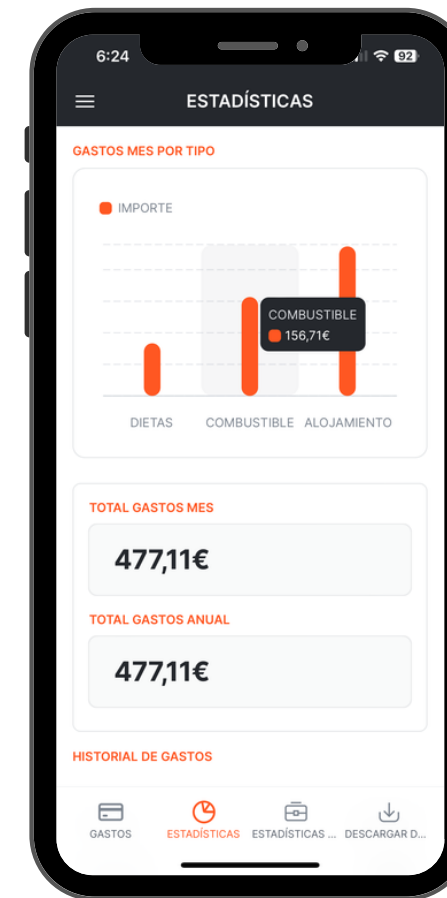 6:24
92
ESTADÍSTICAS
GASTOS MES POR TIPO
IMPORTE
COMBUSTIBLE
156,71€
DIETAS COMBUSTIBLE ALOJAMIENTO
TOTAL GASTOS MES
477,11€
TOTAL GASTOS ANUAL
477,11€
HISTORIAL DE GASTOS
GASTOS ESTADÍSTICAS ESTADÍSTICAS ... DESCARGAR D...